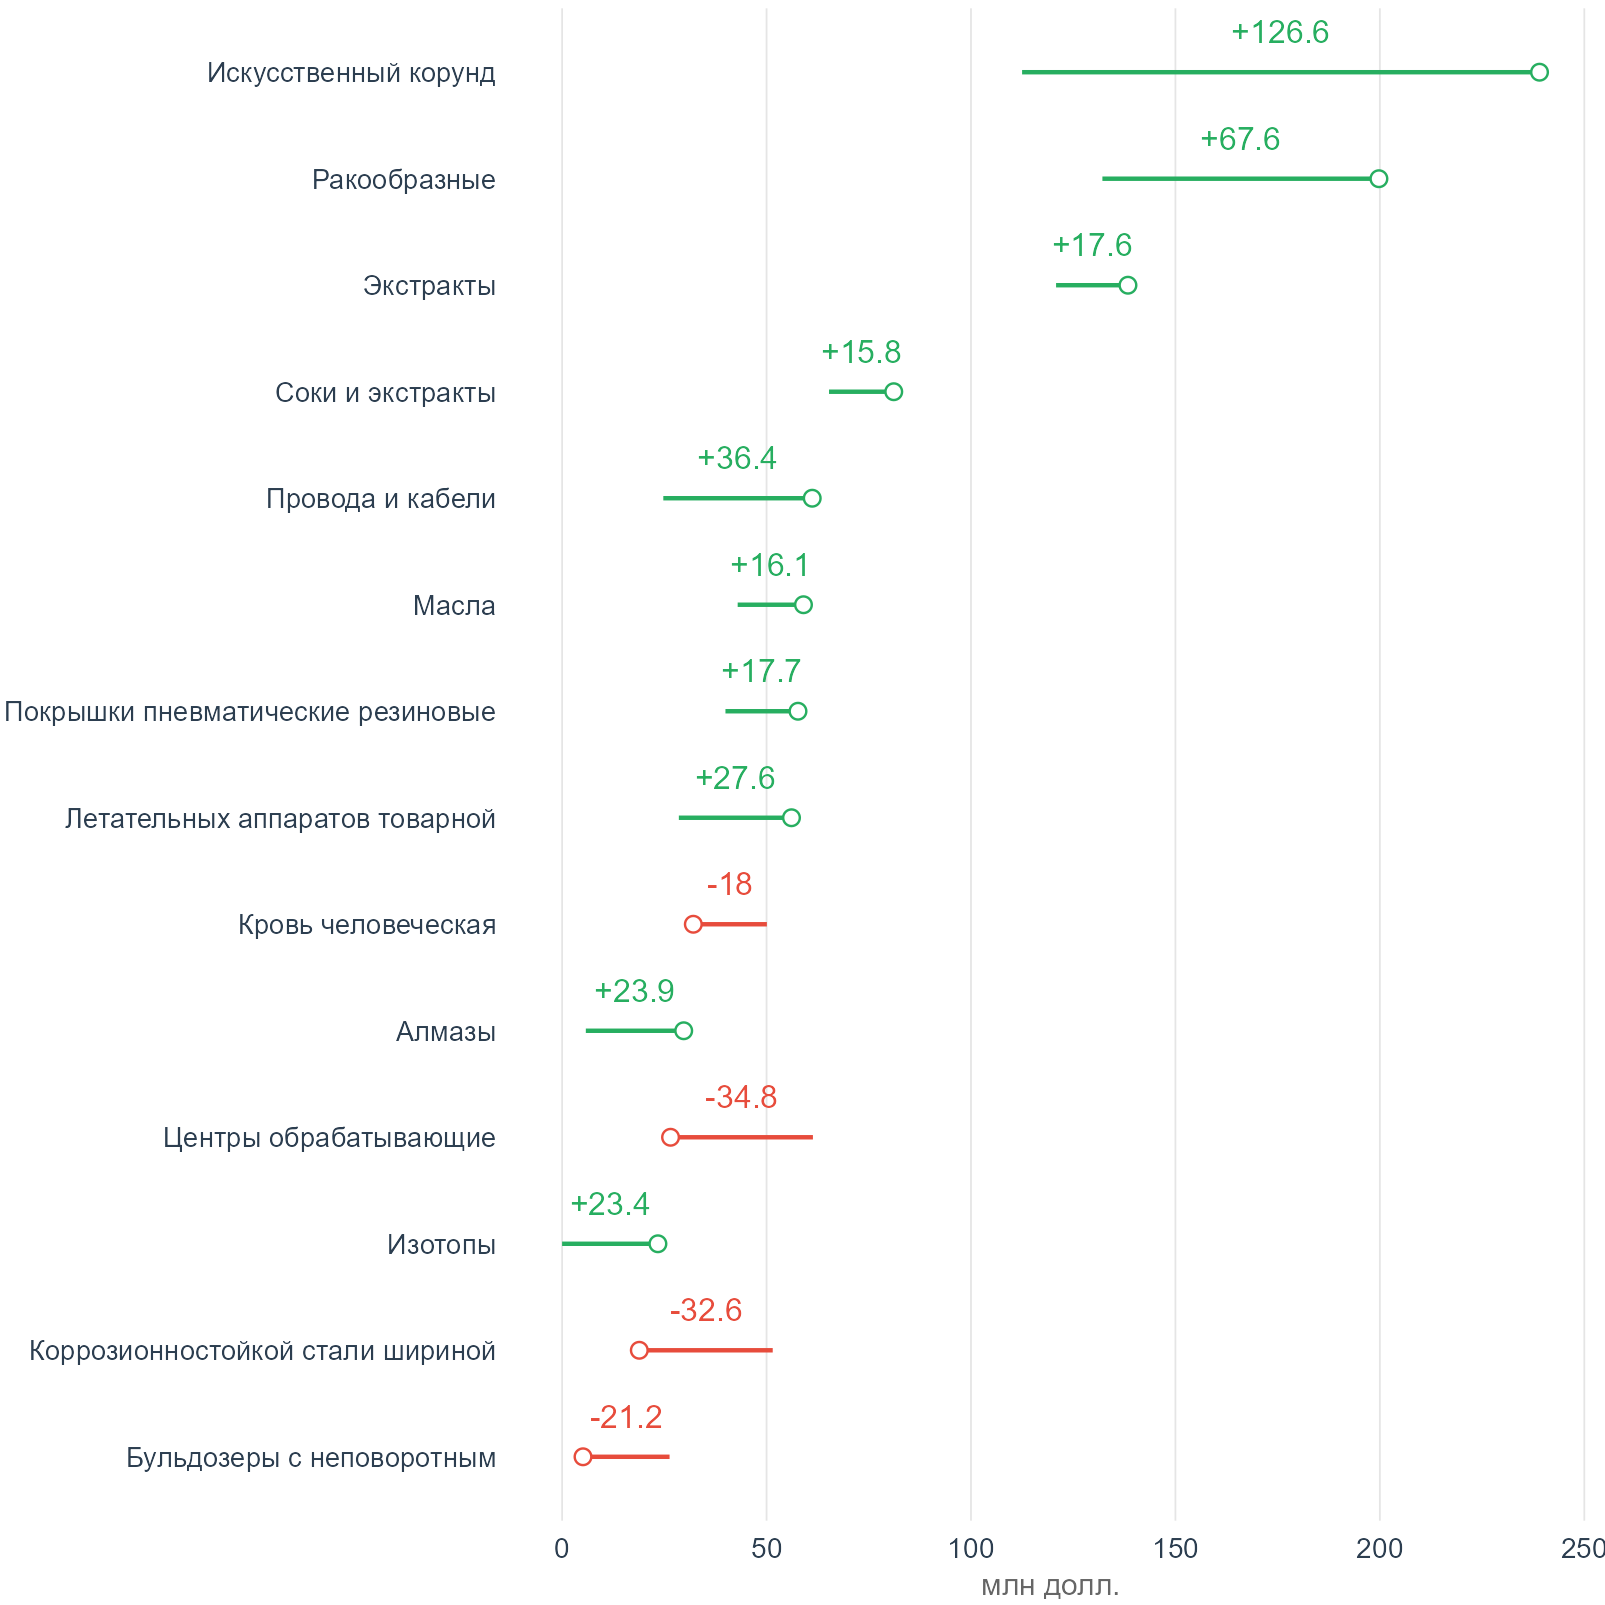 +126.6
Искусственный корунд
+67.6
Ракообразные
+17.6
Экстракты
+15.8
Соки и экстракты
+36.4
Провода и кабели
+16.1
Масла
+17.7
Покрышки пневматические резиновые
+27.6
Летательных аппаратов товарной
-18
Кровь человеческая
+23.9
Алмазы
-34.8
Центры обрабатывающие
+23.4
Изотопы
-32.6
Коррозионностойкой стали шириной
-21.2
Бульдозеры с неповоротным
0 50 100 150 200 250
млн долл.